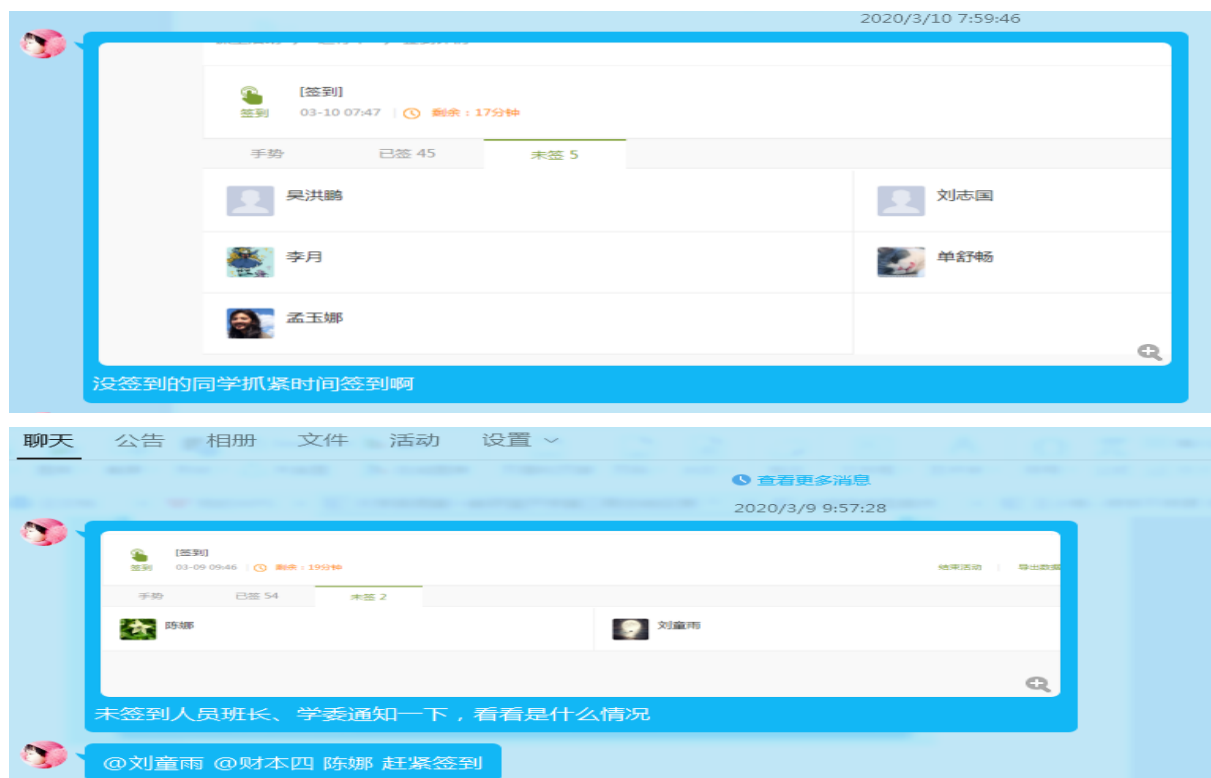 2020/3/10 7:59:46
[签到]
签到 03-10 07:47 剩余：17分钟
手势 已签 45 未签 5
吴洪鹏 刘志国
李月 单舒畅
孟玉娜
没签到的同学抓紧时间签到啊
聊天 公告 相册 文件 活动 设置
查看更多消息
2020/3/9 9:57:28
[签到]
签到 03-09 09:46 剩余：19分钟 结束活动 导出数据
手势 已签 54 未签 2
陈娜 刘童雨
未签到人员班长、学委通知一下，看看是什么情况
@刘童雨 @财本四 陈娜 赶紧签到